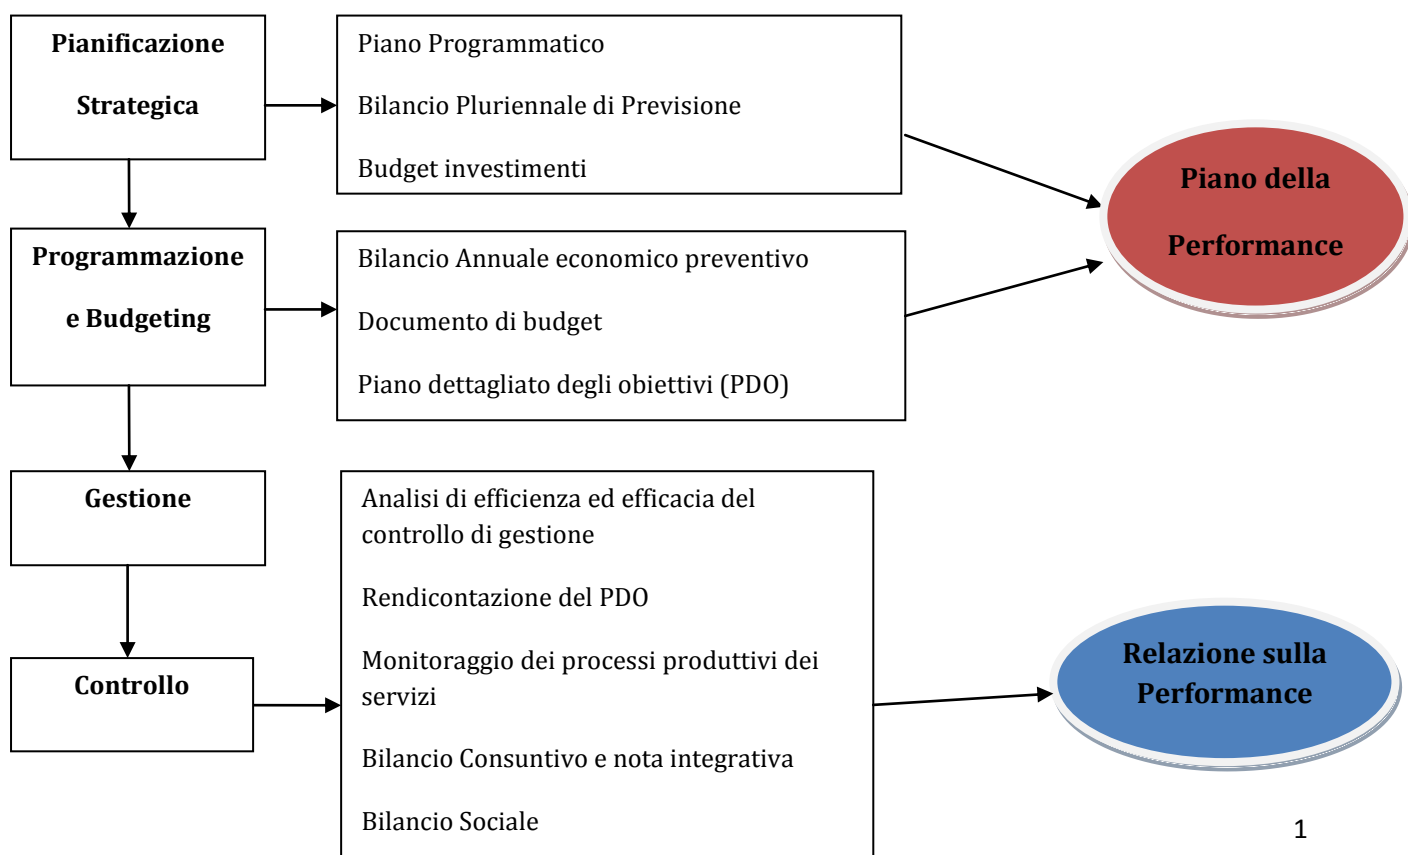 Pianificazione
Strategica
Piano Programmatico
Bilancio Pluriennale di Previsione
Budget investimenti
Piano della
Performance
Programmazione
e Budgeting
Bilancio Annuale economico preventivo
Documento di budget
Piano dettagliato degli obiettivi (PDO)
Gestione
Analisi di efficienza ed efficacia del
controllo di gestione
Rendicontazione del PDO
Monitoraggio dei processi produttivi dei
servizi
Bilancio Consuntivo e nota integrativa
Bilancio Sociale
Controllo
Relazione sulla
Performance
1